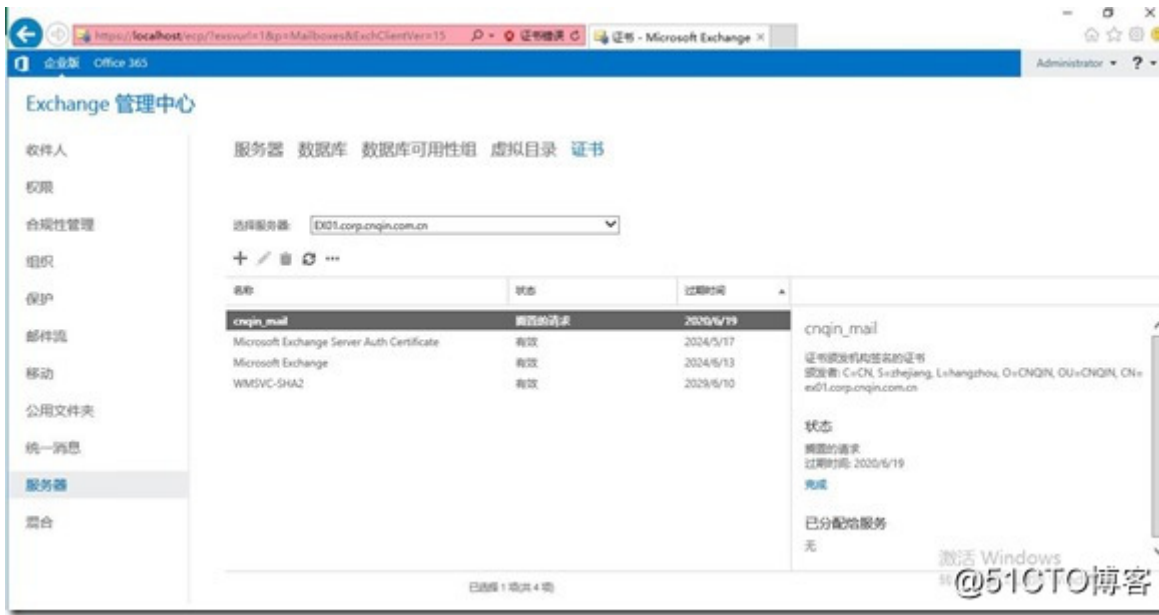 https://localhost/ecp/?exsvurl=1&p=Mailboxes&ExchClientVer=15
证书错误
证书 - Microsoft Exchange
企业版 Office 365
Administrator ?
Exchange 管理中心
收件人
权限
合规性管理
组织
保护
邮件流
移动
公用文件夹
统一消息
服务器
混合
服务器 数据库 数据库可用性组 虚拟目录 证书
选择服务器: EX01.corp.cnqin.com.cn
名称 状态 过期时间
cnqin_mail 搁置的请求 2020/6/19
Microsoft Exchange Server Auth Certificate 有效 2024/5/17
Microsoft Exchange 有效 2024/6/13
WMSVC-SHA2 有效 2029/6/10
已选择 1 项(共 4 项)
cnqin_mail
证书颁发机构签名的证书
颁发者: C=CN, S=zhejiang, L=hangzhou, O=CNQIN, OU=CNQIN, CN=
ex01.corp.cnqin.com.cn
状态
搁置的请求
过期时间: 2020/6/19
完成
已分配给服务
无
激活 Windows
@51CTO博客